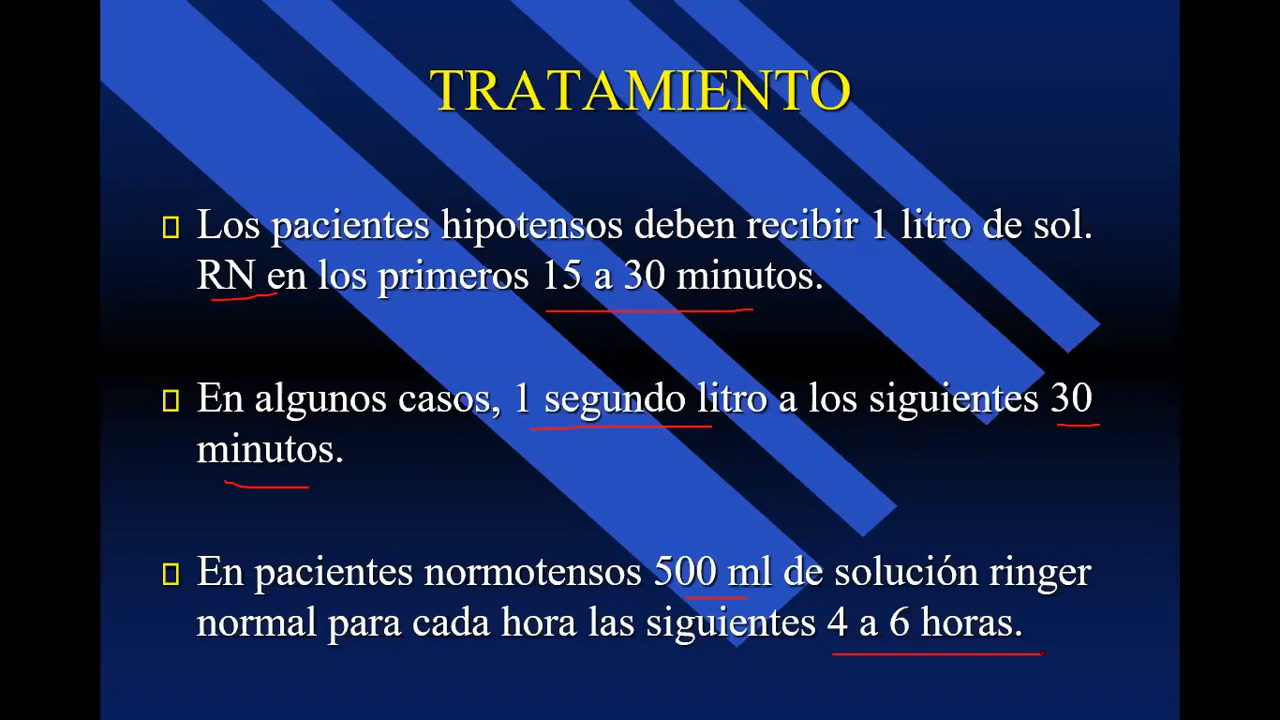 TRATAMIENTO
Los pacientes hipotensos deben recibir 1 litro de sol.
RN en los primeros 15 a 30 minutos.
En algunos casos, 1 segundo litro a los siguientes 30
minutos.
En pacientes normotensos 500 ml de solución ringer
normal para cada hora las siguientes 4 a 6 horas.